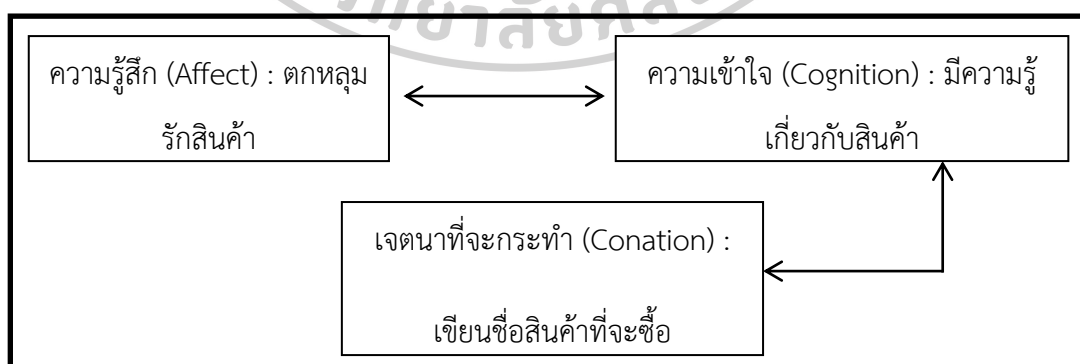 ความรู้สึก (Affect) : ตกหลุม
รักสินค้า
ความเข้าใจ (Cognition) : มีความรู้
เกี่ยวกับสินค้า
เจตนาที่จะกระทำ (Conation) :
เขียนชื่อสินค้าที่จะซื้อ